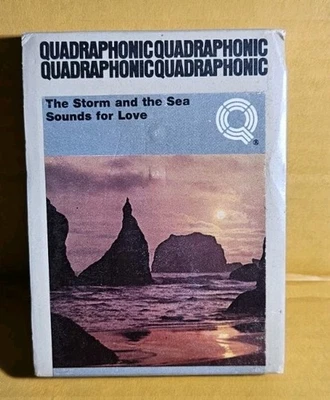 QUADRAPHONICQUADRAPHONIC
QUADRAPHONICQUADRAPHONIC
The Storm and the Sea
Sounds for Love
Q
®